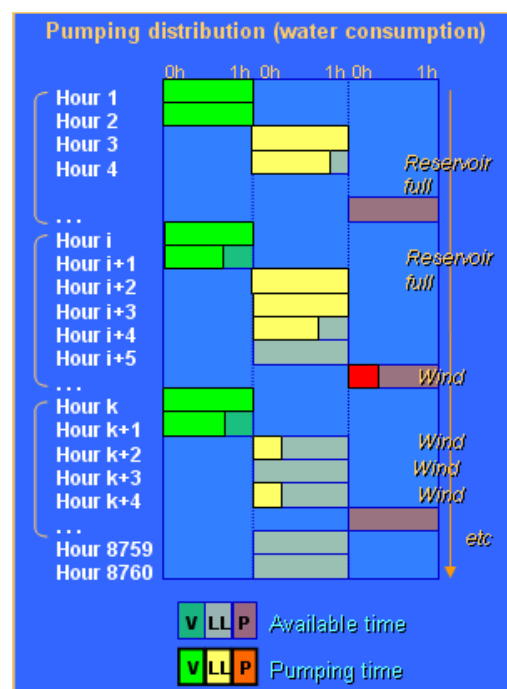 Pumping distribution (water consumption)
0h 1h 0h 1h 0h 1h
Hour 1
Hour 2
Hour 3
Hour 4
Reservoir
full
...
Hour i
Hour i+1
Reservoir
full
Hour i+2
Hour i+3
Hour i+4
Hour i+5
...
Wind
Hour k
Hour k+1
Hour k+2 Wind
Hour k+3 Wind
Hour k+4 Wind
...
etc
Hour 8759
Hour 8760
V LL P Available time
V LL P Pumping time